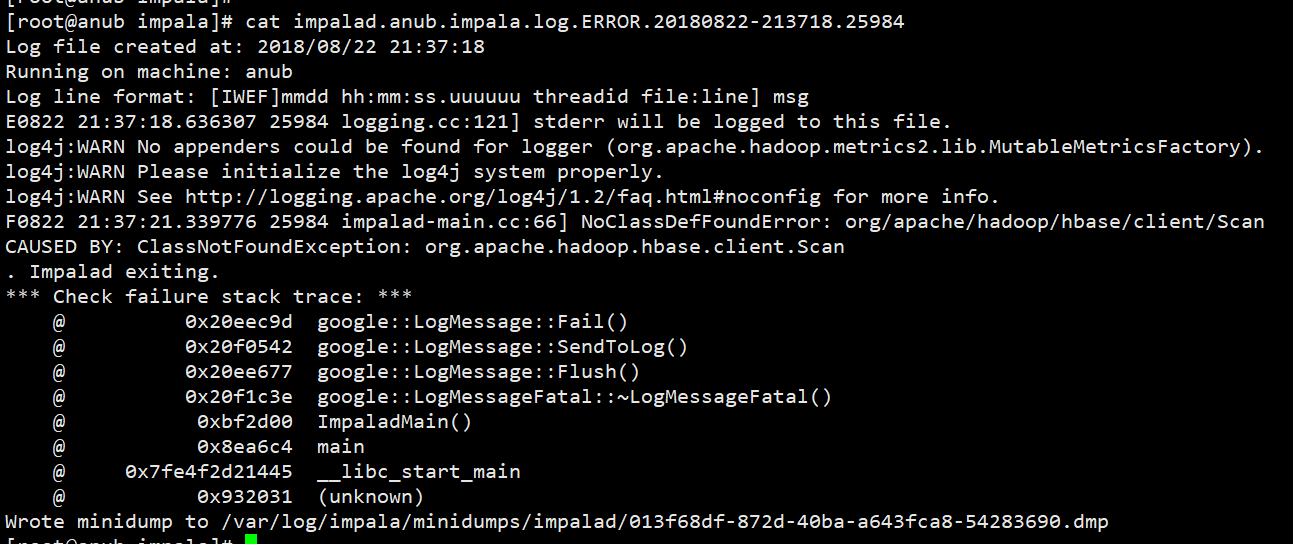 [root@anub impala]#
[root@anub impala]# cat impalad.anub.impala.log.ERROR.20180822-213718.25984
Log file created at: 2018/08/22 21:37:18
Running on machine: anub
Log line format: [IWEF]mmdd hh:mm:ss.uuuuuu threadid file:line] msg
E0822 21:37:18.636307 25984 logging.cc:121] stderr will be logged to this file.
log4j:WARN No appenders could be found for logger (org.apache.hadoop.metrics2.lib.MutableMetricsFactory).
log4j:WARN Please initialize the log4j system properly.
log4j:WARN See http://logging.apache.org/log4j/1.2/faq.html#noconfig for more info.
F0822 21:37:21.339776 25984 impalad-main.cc:66] NoClassDefFoundError: org/apache/hadoop/hbase/client/Scan
CAUSED BY: ClassNotFoundException: org.apache.hadoop.hbase.client.Scan
. Impalad exiting.
*** Check failure stack trace: ***
    @          0x20eec9d  google::LogMessage::Fail()
    @          0x20f0542  google::LogMessage::SendToLog()
    @          0x20ee677  google::LogMessage::Flush()
    @          0x20f1c3e  google::LogMessageFatal::~LogMessageFatal()
    @           0xbf2d00  ImpaladMain()
    @           0x8ea6c4  main
    @     0x7fe4f2d21445  __libc_start_main
    @           0x932031  (unknown)
Wrote minidump to /var/log/impala/minidumps/impalad/013f68df-872d-40ba-a643fca8-54283690.dmp
[root@anub impala]#